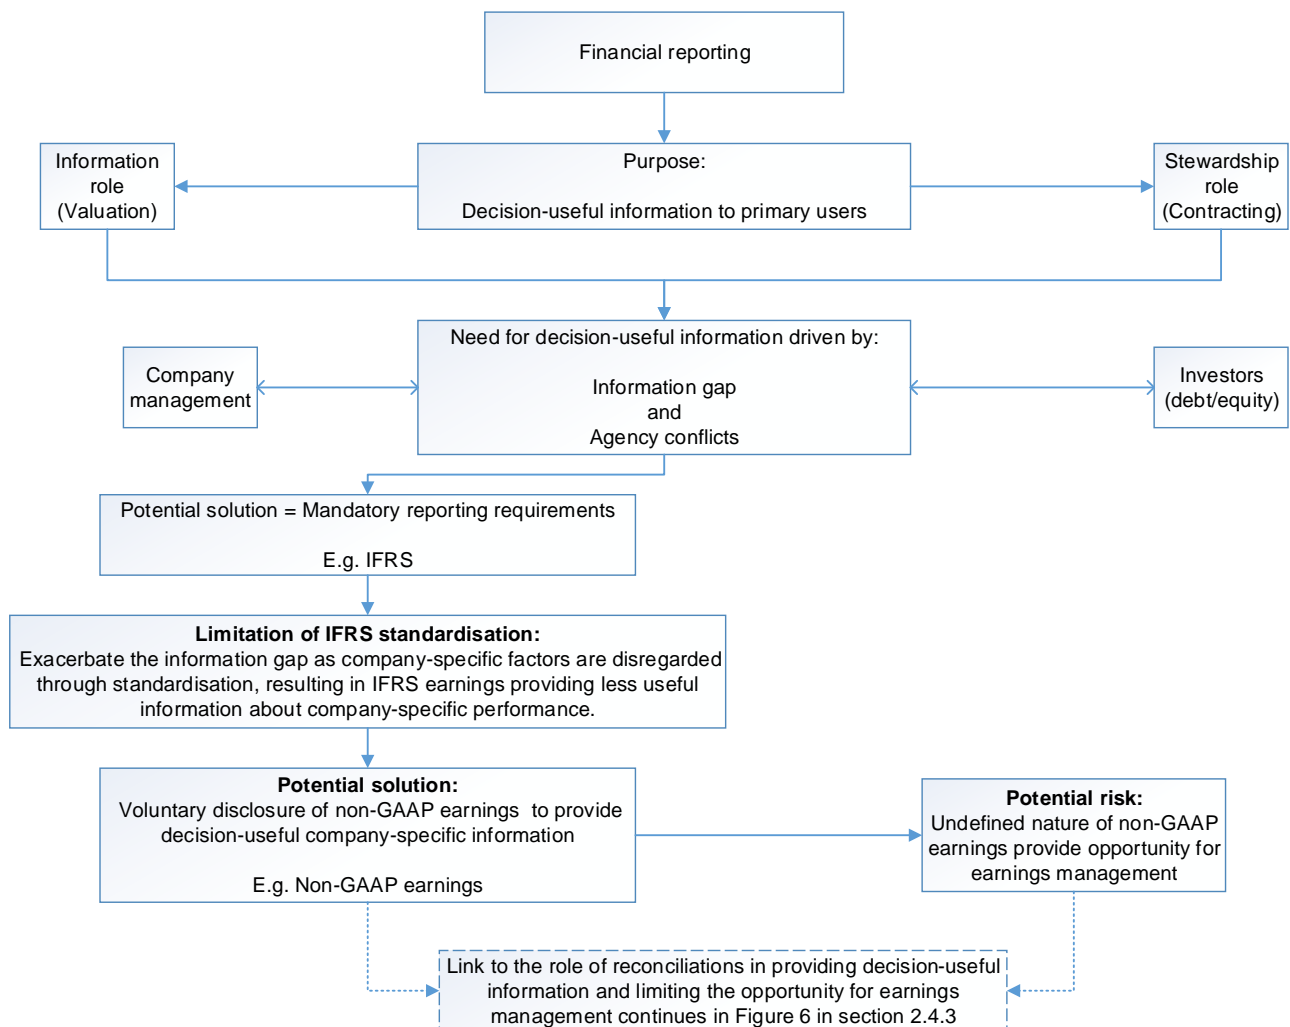 Financial reporting
Information
role
(Valuation)
Purpose:
Decision-useful information to primary users
Stewardship
role
(Contracting)
Need for decision-useful information driven by:
Information gap
and
Agency conflicts
Company
management
Investors
(debt/equity)
Potential solution = Mandatory reporting requirements
E.g. IFRS
Limitation of IFRS standardisation:
Exacerbate the information gap as company-specific factors are disregarded
through standardisation, resulting in IFRS earnings providing less useful
information about company-specific performance.
Potential solution:
Voluntary disclosure of non-GAAP earnings to provide
decision-useful company-specific information
E.g. Non-GAAP earnings
Potential risk:
Undefined nature of non-GAAP
earnings provide opportunity for
earnings management
Link to the role of reconciliations in providing decision-useful
information and limiting the opportunity for earnings
management continues in Figure 6 in section 2.4.3